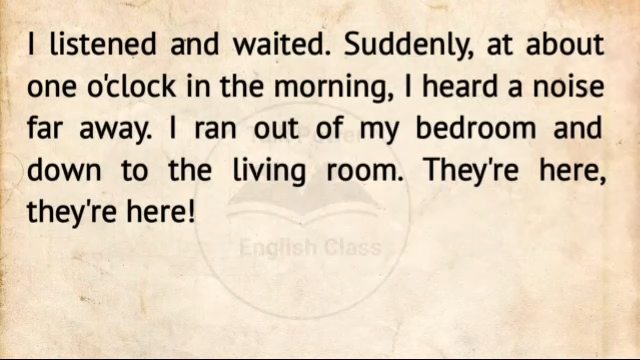 I listened and waited. Suddenly, at about
one o'clock in the morning, I heard a noise
far away. I ran out of my bedroom and
down to the living room. They're here,
they're here!
English Class